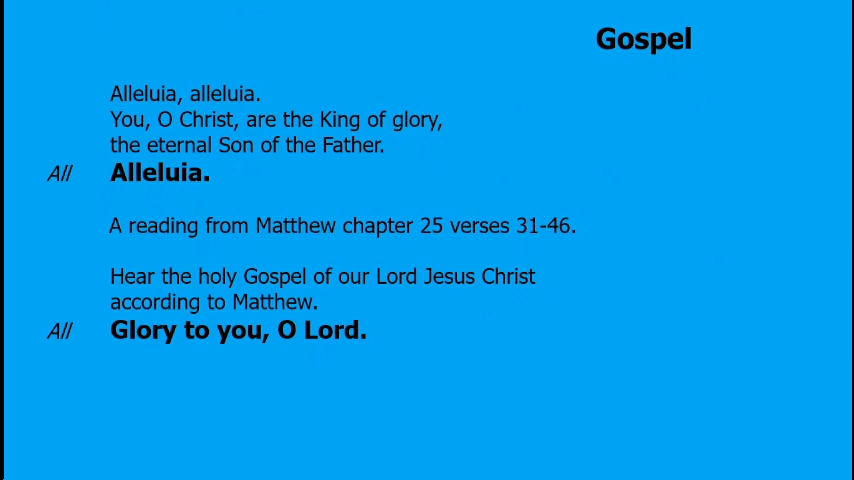 Gospel
Alleluia, alleluia.
You, O Christ, are the King of glory,
the eternal Son of the Father.
All Alleluia.
A reading from Matthew chapter 25 verses 31-46.
Hear the holy Gospel of our Lord Jesus Christ
according to Matthew.
All Glory to you, O Lord.